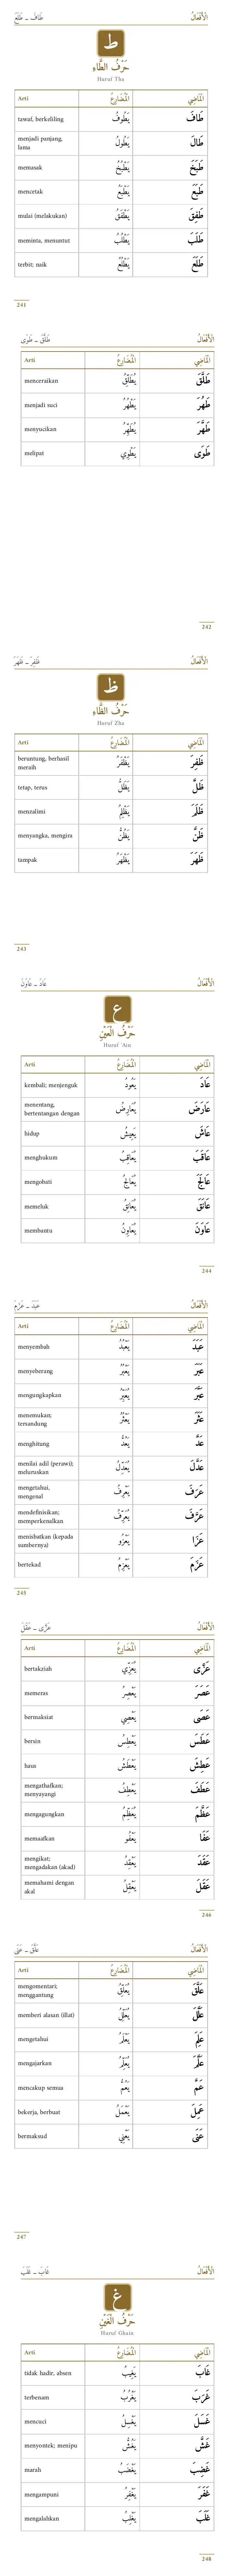 طَافَ ـ طَلَعَ الْأَفْعَالُ
ط
حَرْفُ الطَّاءِ
Huruf Tha
Arti الْمُضَارِعُ الْمَاضِي
tawaf, berkeliling يَطُوفُ طَافَ
menjadi panjang,
lama يَطُولُ طَالَ
memasak يَطْبُخُ طَبَخَ
mencetak يَطْبَعُ طَبَعَ
mulai (melakukan) يَطْفَقُ طَفِقَ
meminta, menuntut يَطْلُبُ طَلَبَ
terbit; naik يَطْلُعُ طَلَعَ
241
طَلَّقَ ـ طَوَى الْأَفْعَالُ
Arti الْمُضَارِعُ الْمَاضِي
menceraikan يُطَلِّقُ طَلَّقَ
menjadi suci يَطْهُرُ طَهُرَ
menyucikan يُطَهِّرُ طَهَّرَ
melipat يَطْوِي طَوَى
242
ظَفِرَ ـ ظَهَرَ الْأَفْعَالُ
ظ
حَرْفُ الظَّاءِ
Huruf Zha
Arti الْمُضَارِعُ الْمَاضِي
beruntung, berhasil
meraih يَظْفَرُ ظَفِرَ
tetap, terus يَظَلُّ ظَلَّ
menzalimi يَظْلِمُ ظَلَمَ
menyangka, mengira يَظُنُّ ظَنَّ
tampak يَظْهَرُ ظَهَرَ
243
عَادَ ـ عَاوَنَ الْأَفْعَالُ
ع
حَرْفُ الْعَيْنِ
Huruf 'Ain
Arti الْمُضَارِعُ الْمَاضِي
kembali; menjenguk يَعُودُ عَادَ
menentang,
bertentangan dengan يُعَارِضُ عَارَضَ
hidup يَعِيشُ عَاشَ
menghukum يُعَاقِبُ عَاقَبَ
mengobati يُعَالِجُ عَالَجَ
memeluk يُعَانِقُ عَانَقَ
membantu يُعَاوِنُ عَاوَنَ
244
عَبَدَ ـ عَزَمَ الْأَفْعَالُ
Arti الْمُضَارِعُ الْمَاضِي
menyembah يَعْبُدُ عَبَدَ
menyeberang يَعْبُرُ عَبَرَ
mengungkapkan يُعَبِّرُ عَبَّرَ
menemukan;
tersandung يَعْثُرُ عَثَرَ
menghitung يَعُدُّ عَدَّ
menilai adil (perawi);
meluruskan يُعَدِّلُ عَدَّلَ
mengetahui,
mengenal يَعْرِفُ عَرَفَ
mendefinisikan;
memperkenalkan يُعَرِّفُ عَرَّفَ
menisbatkan (kepada
sumbernya) يَعْزُو عَزَا
bertekad يَعْزِمُ عَزَمَ
245
عَزَّى ـ عَقَلَ الْأَفْعَالُ
Arti الْمُضَارِعُ الْمَاضِي
bertakziah يُعَزِّي عَزَّى
memeras يَعْصِرُ عَصَرَ
bermaksiat يَعْصِي عَصَى
bersin يَعْطِسُ عَطَسَ
haus يَعْطَشُ عَطِشَ
mengathafkan;
menyayangi يَعْطِفُ عَطَفَ
mengagungkan يُعَظِّمُ عَظَّمَ
memaafkan يَعْفُو عَفَا
mengikat;
mengadakan (akad) يَعْقِدُ عَقَدَ
memahami dengan
akal يَعْقِلُ عَقَلَ
246
عَلَّقَ ـ عَنَى الْأَفْعَالُ
Arti الْمُضَارِعُ الْمَاضِي
mengomentari;
menggantung يُعَلِّقُ عَلَّقَ
memberi alasan (illat) يُعَلِّلُ عَلَّلَ
mengetahui يَعْلَمُ عَلِمَ
mengajarkan يُعَلِّمُ عَلَّمَ
mencakup semua يَعُمُّ عَمَّ
bekerja, berbuat يَعْمَلُ عَمِلَ
bermaksud يَعْنِي عَنَى
247
غَابَ ـ غَلَبَ الْأَفْعَالُ
غ
حَرْفُ الْغَيْنِ
Huruf Ghain
Arti الْمُضَارِعُ الْمَاضِي
tidak hadir, absen يَغِيبُ غَابَ
terbenam يَغْرُبُ غَرَبَ
mencuci يَغْسِلُ غَسَلَ
menyontek; menipu يَغُشُّ غَشَّ
marah يَغْضَبُ غَضِبَ
mengampuni يَغْفِرُ غَفَرَ
mengalahkan يَغْلِبُ غَلَبَ
248